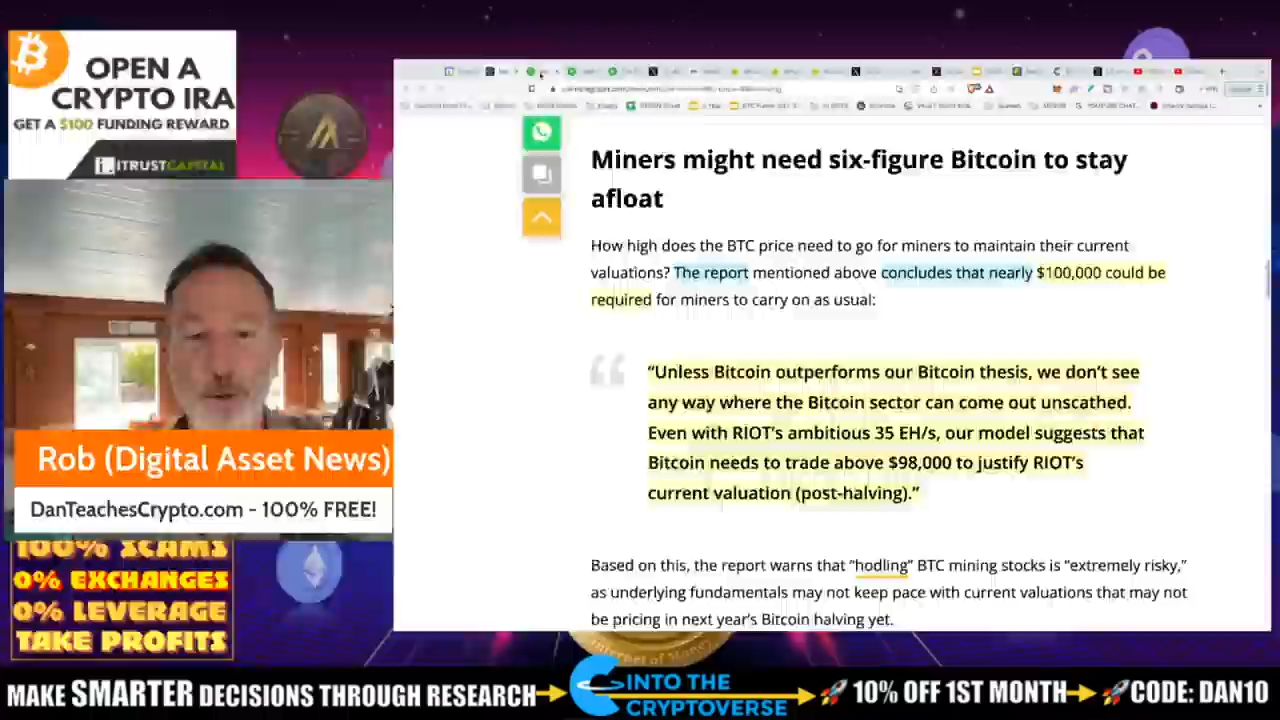 OPEN A
CRYPTO IRA
GET A $100 FUNDING REWARD
ITRUSTCAPITAL
Rob (Digital Asset News)
DanTeachesCrypto.com - 100% FREE!
100% SCAMS
0% EXCHANGES
0% LEVERAGE
TAKE PROFITS
Miners might need six-figure Bitcoin to stay
afloat
How high does the BTC price need to go for miners to maintain their current
valuations? The report mentioned above concludes that nearly $100,000 could be
required for miners to carry on as usual:
“Unless Bitcoin outperforms our Bitcoin thesis, we don’t see
any way where the Bitcoin sector can come out unscathed.
Even with RIOT’s ambitious 35 EH/s, our model suggests that
Bitcoin needs to trade above $98,000 to justify RIOT’s
current valuation (post-halving).”
Based on this, the report warns that “hodling” BTC mining stocks is “extremely risky,”
as underlying fundamentals may not keep pace with current valuations that may not
be pricing in next year’s Bitcoin halving yet.
MAKE SMARTER DECISIONS THROUGH RESEARCH
INTO THE
CRYPTOVERSE
10% OFF 1ST MONTH
CODE: DAN10